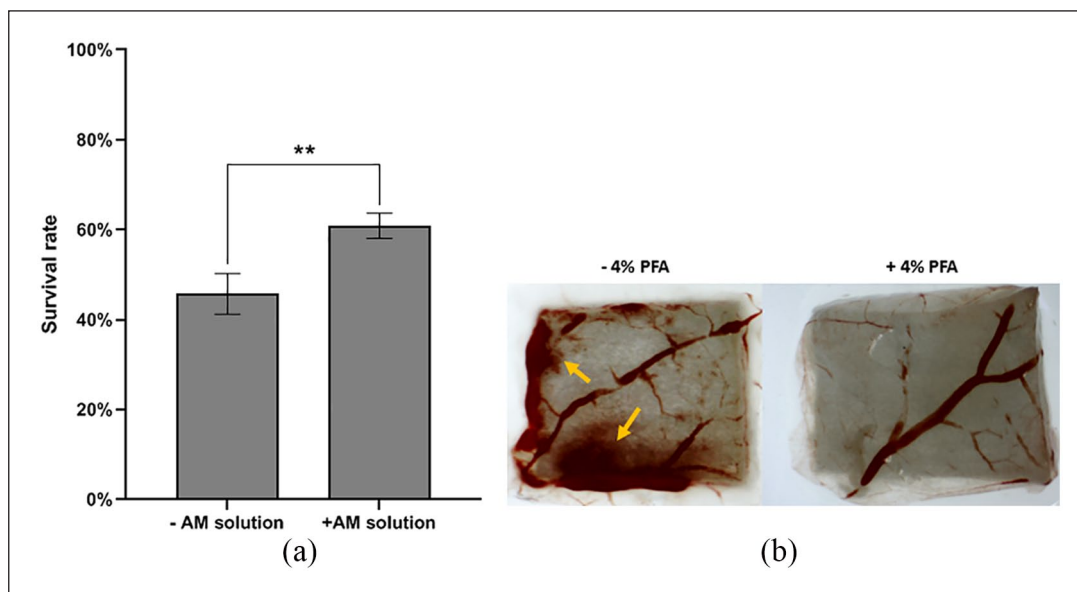 100%
80%
60%
40%
20%
0%
Survival rate
**
- AM solution
+AM solution
(a)
- 4% PFA
+ 4% PFA
(b)